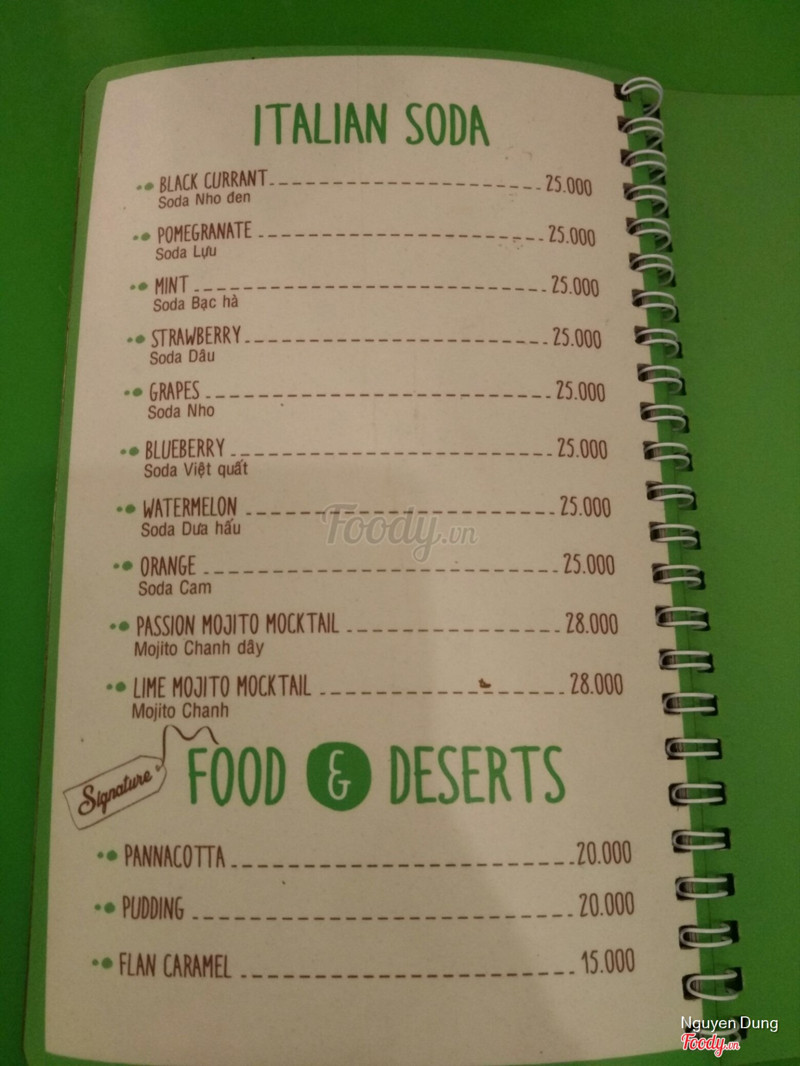 ITALIAN SODA
BLACK CURRANT 25.000
Soda Nho đen
POMEGRANATE 25.000
Soda Lựu
MINT 25.000
Soda Bạc hà
STRAWBERRY 25.000
Soda Dâu
GRAPES 25.000
Soda Nho
BLUEBERRY 25.000
Soda Việt quất
WATERMELON 25.000
Soda Dưa hấu
Foody.vn
ORANGE 25.000
Soda Cam
PASSION MOJITO MOCKTAIL 28.000
Mojito Chanh dây
LIME MOJITO MOCKTAIL 28.000
Mojito Chanh
Signature
FOOD & DESERTS
PANNACOTTA 20.000
PUDDING 20.000
FLAN CARAMEL 15.000
Nguyen Dung
Foody.vn